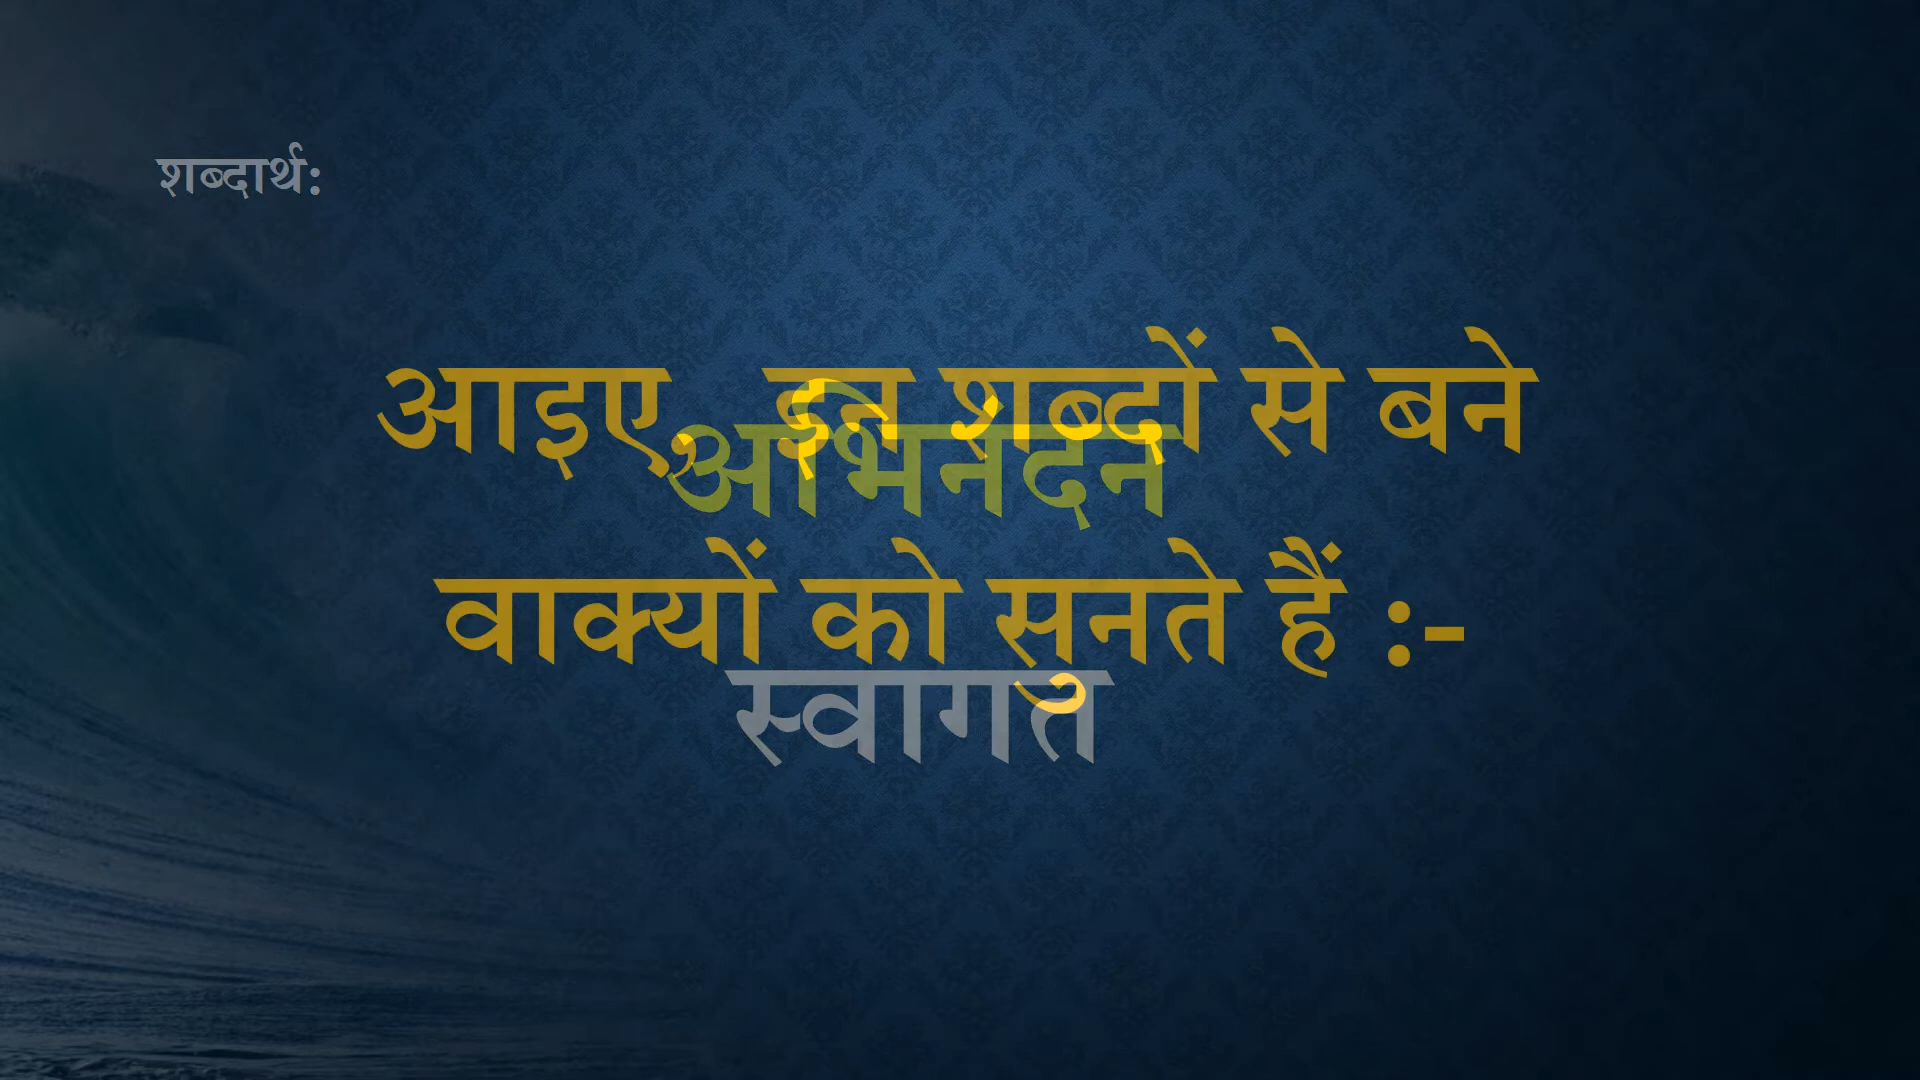 शब्दार्थ:
आइए, इन शब्दों से बने
अभिनंदन
वाक्यों को सुनते हैं :-
स्वागत